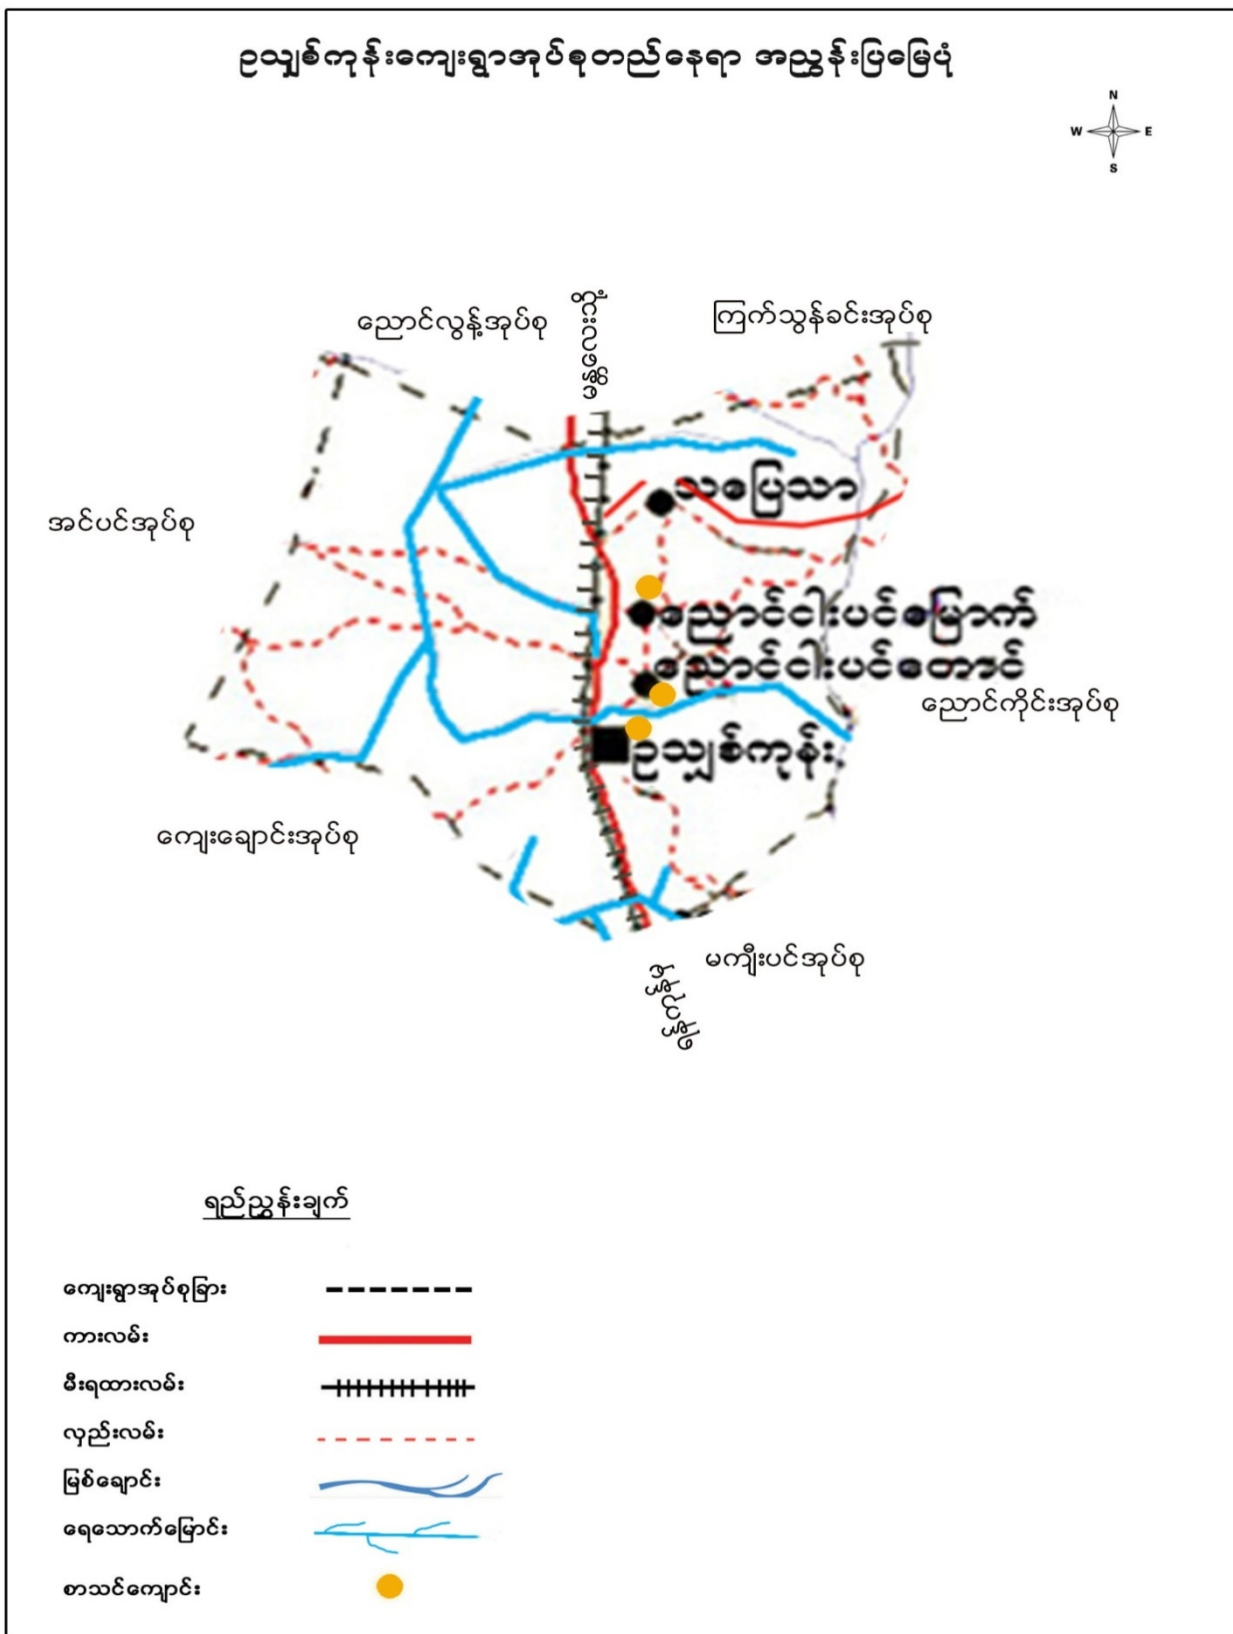 ဥသျှစ်ကုန်းကျေးရွာအုပ်စုတည်နေရာ အညွှန်းပြမြေပုံ
N
W E
S
ညောင်လွန့်အုပ်စု
ကြက်သွန်ခင်းအုပ်စု
သပြေသာ
အင်ပင်အုပ်စု
ညောင်ငါးပင်မြောက်
ညောင်ငါးပင်တောင်
ညောင်ကိုင်းအုပ်စု
ဥသျှစ်ကုန်း
ကျေးချောင်းအုပ်စု
မကျီးပင်အုပ်စု
ရည်ညွှန်းချက်
ကျေးရွာအုပ်စုခြား
ကားလမ်း
မီးရထားလမ်း
လှည်းလမ်း
မြစ်ချောင်း
ရေသောက်မြောင်း
စာသင်ကျောင်း